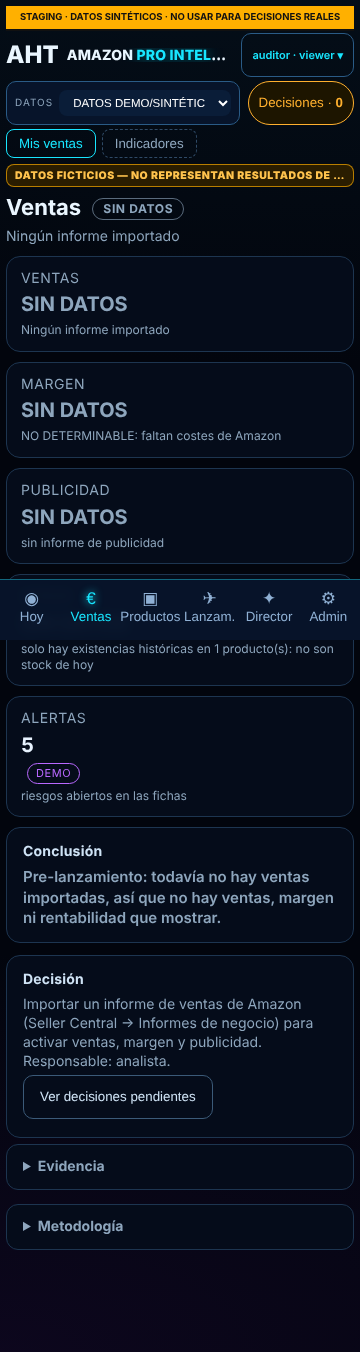 STAGING · DATOS SINTÉTICOS · NO USAR PARA DECISIONES REALES
AHT AMAZON PRO INTEL...
auditor · viewer ▾
DATOS DATOS DEMO/SINTÉTIC
Decisiones · 0
Mis ventas
Indicadores
DATOS FICTICIOS — NO REPRESENTAN RESULTADOS DE ...
Ventas SIN DATOS
Ningún informe importado
VENTAS
SIN DATOS
Ningún informe importado
MARGEN
SIN DATOS
NO DETERMINABLE: faltan costes de Amazon
PUBLICIDAD
SIN DATOS
sin informe de publicidad
Hoy
€ Ventas
Productos
Lanzam.
Director
Admin
solo hay existencias históricas en 1 producto(s): no son
stock de hoy
ALERTAS
5
DEMO
riesgos abiertos en las fichas
Conclusión
Pre-lanzamiento: todavía no hay ventas
importadas, así que no hay ventas, margen
ni rentabilidad que mostrar.
Decisión
Importar un informe de ventas de Amazon
(Seller Central → Informes de negocio) para
activar ventas, margen y publicidad.
Responsable: analista.
Ver decisiones pendientes
▶ Evidencia
▶ Metodología